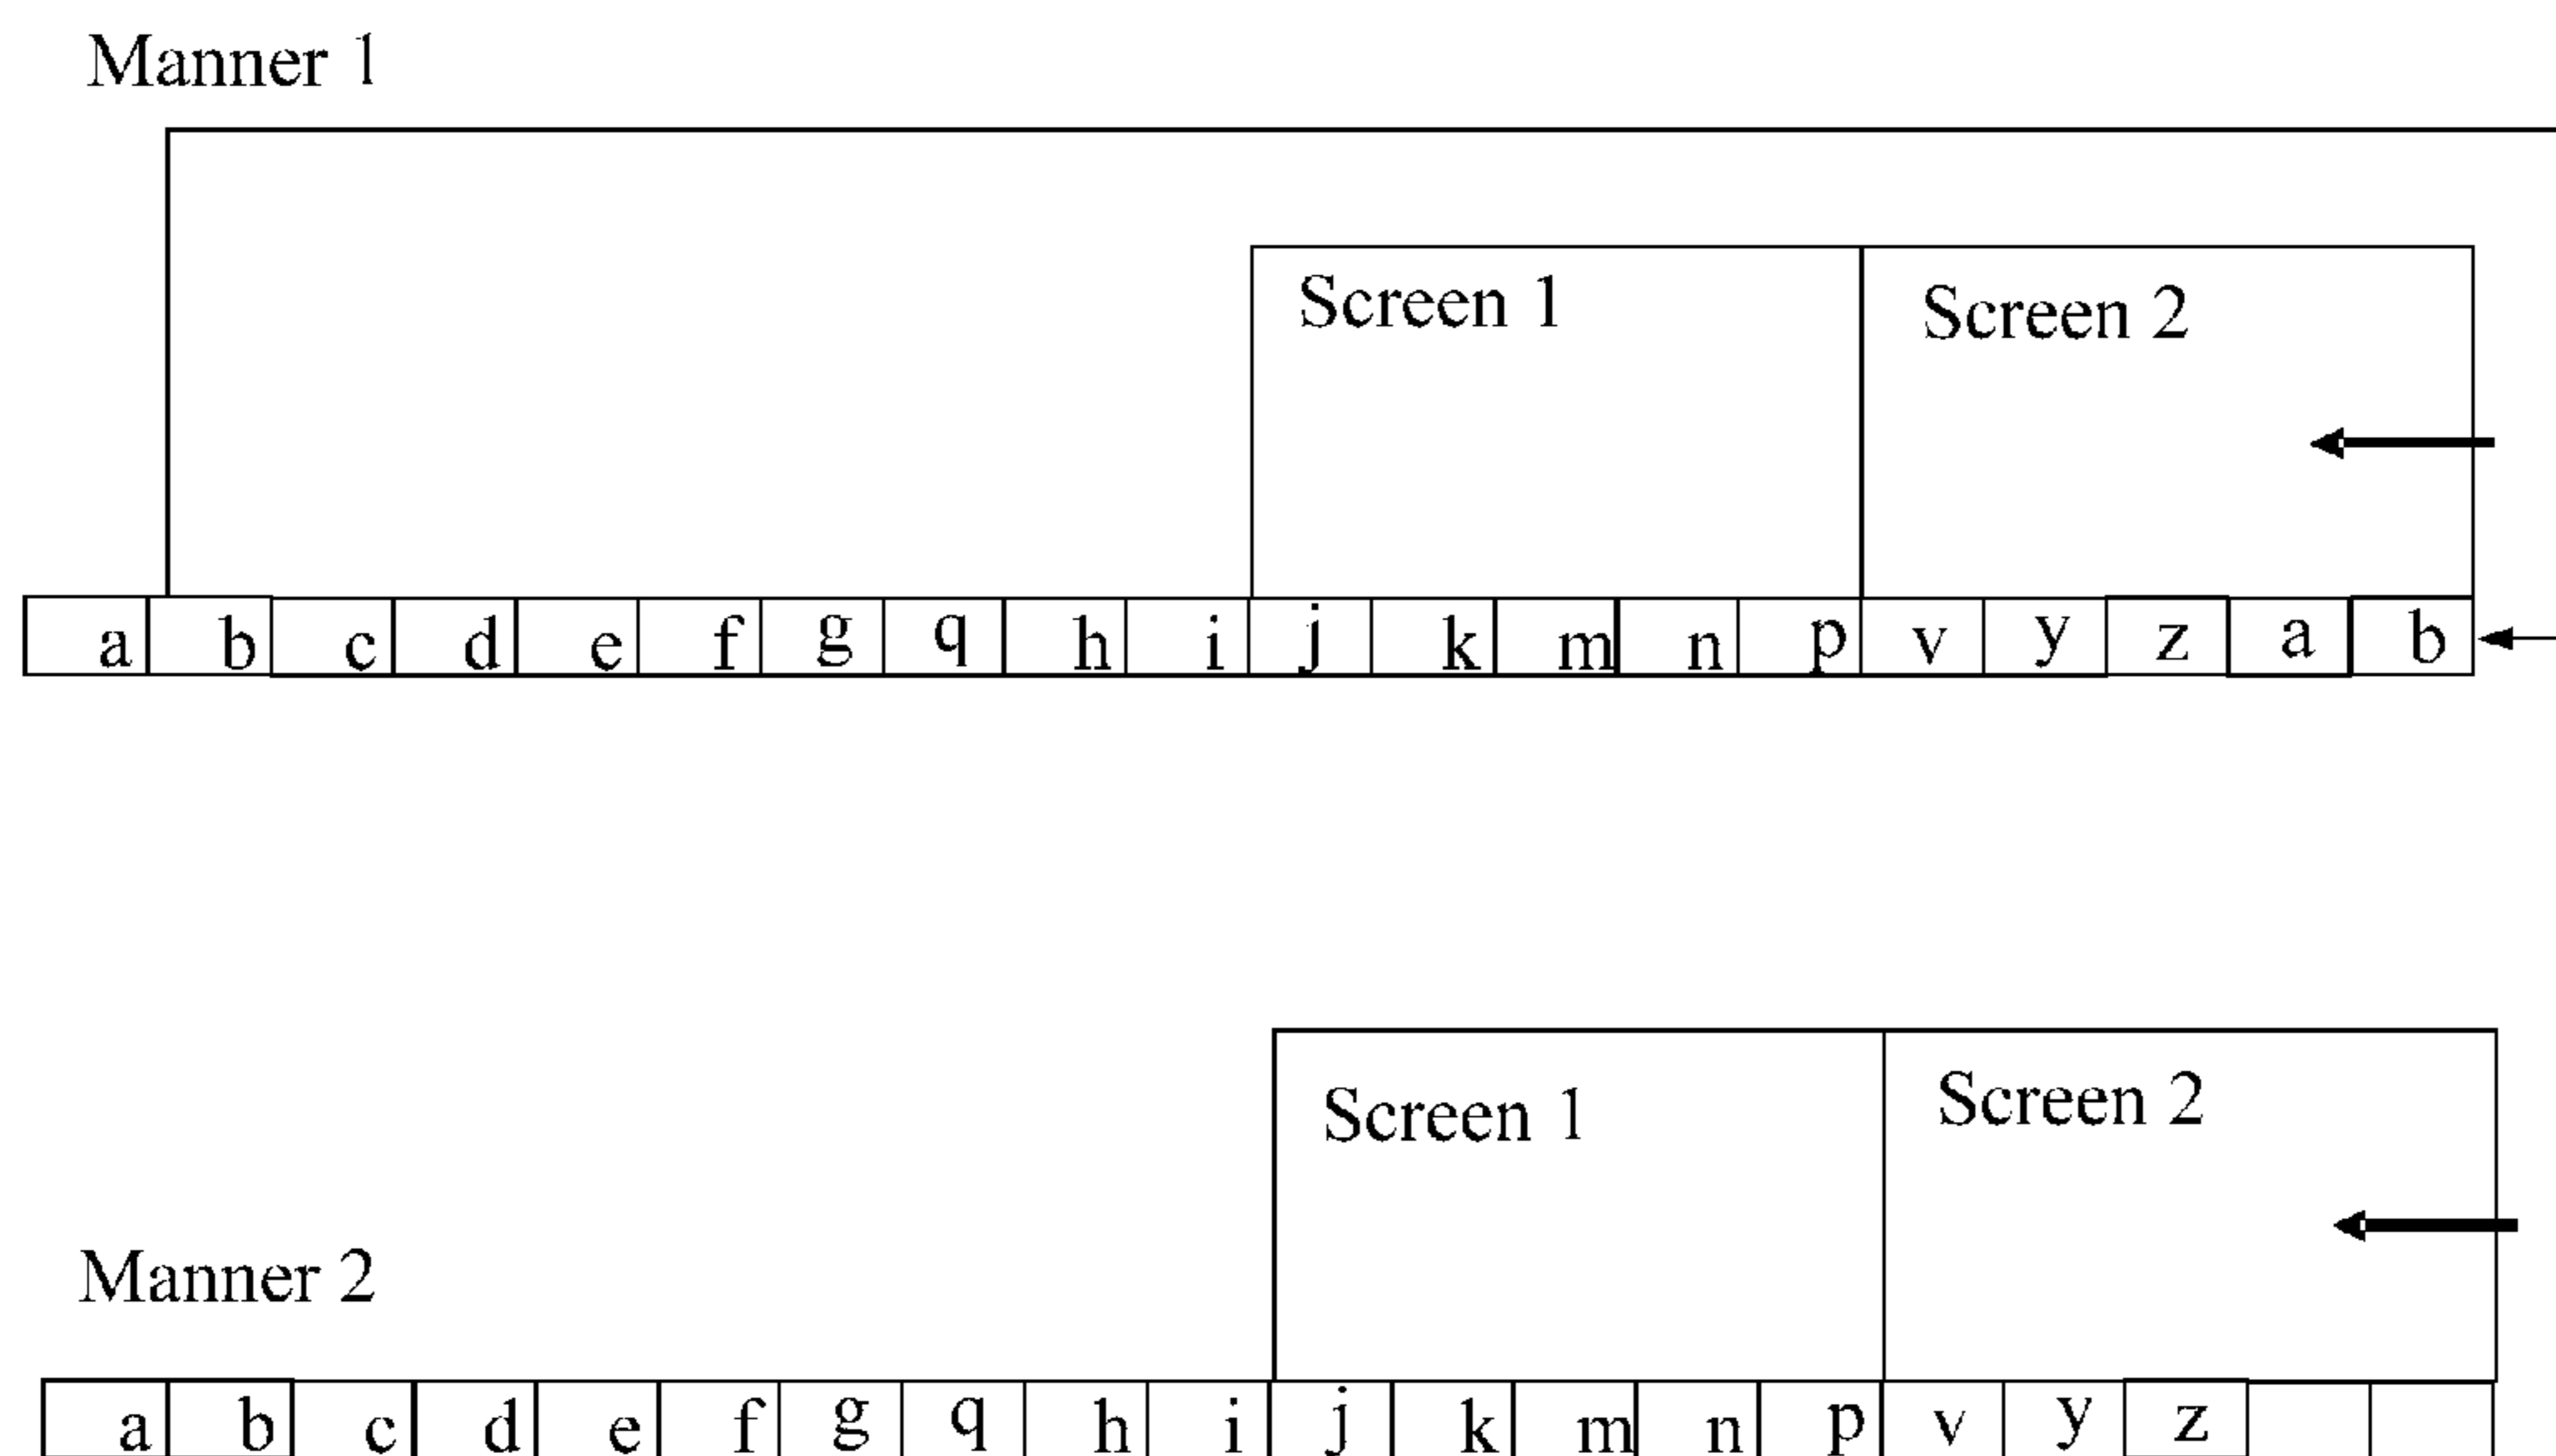 Manner 1
Screen 1 Screen 2
a b c d e f g q h i j k m n p v y z a b
Screen 1 Screen 2
Manner 2
a b c d e f g q h i j k m n p v y z